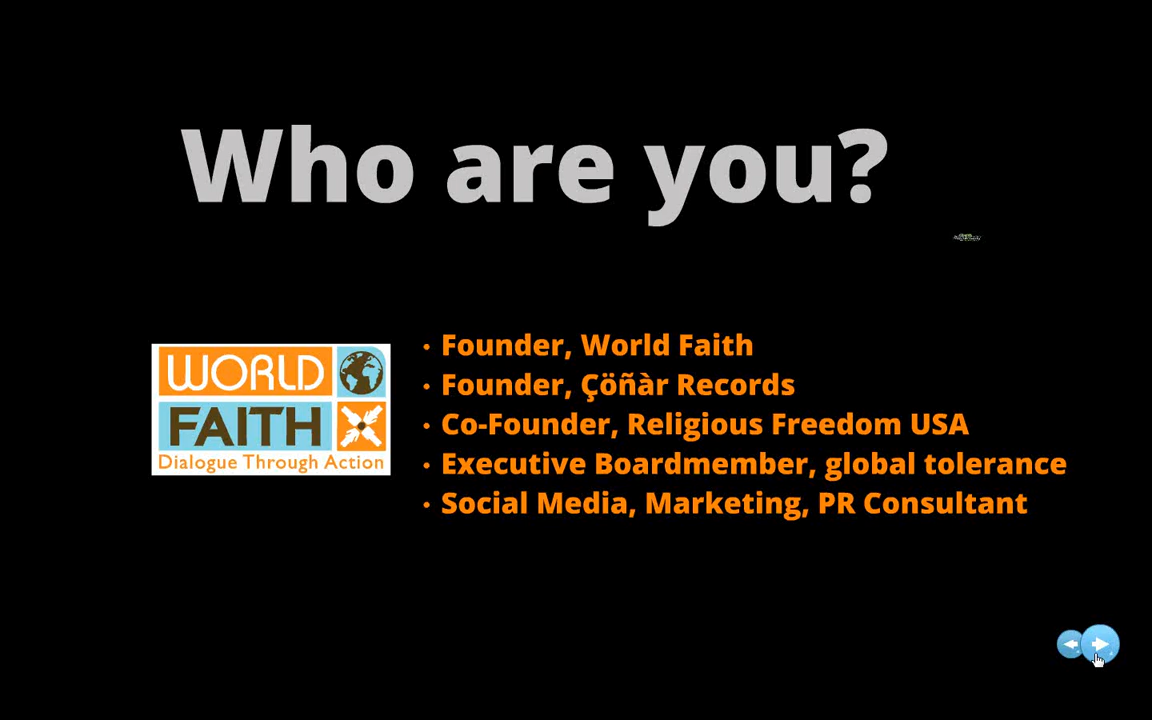 Who are you?
WORLD
FAITH
Dialogue Through Action
• Founder, World Faith
• Founder, Çöñàr Records
• Co-Founder, Religious Freedom USA
• Executive Boardmember, global tolerance
• Social Media, Marketing, PR Consultant